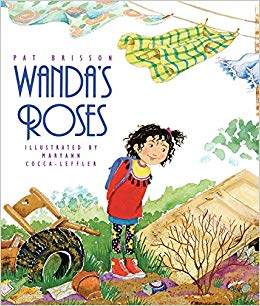 PAT BRISSON
WANDA'S
ROSES
ILLUSTRATED BY
MARYANN
COCCA-LEFFLER